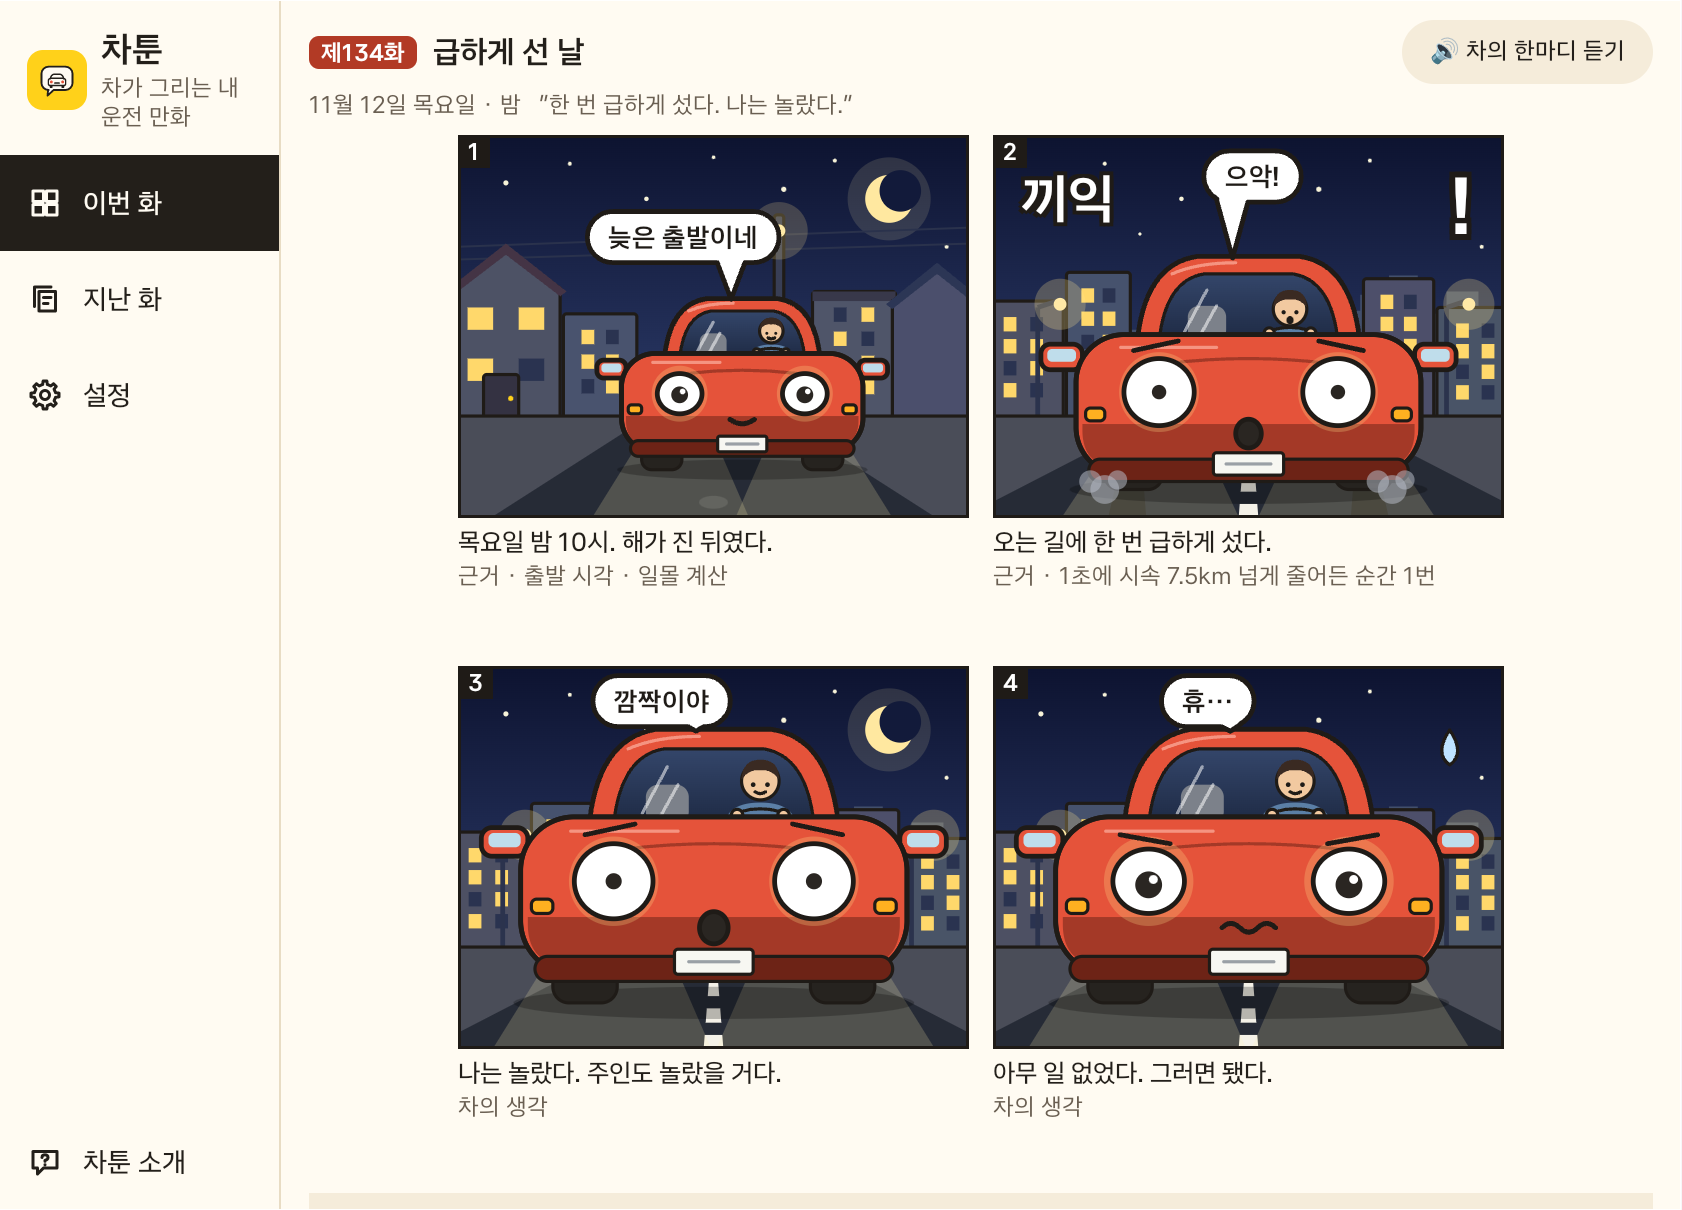 차툰
차가 그리는 내
운전 만화
이번 화
지난 화
설정
차툰 소개
제134화 급하게 선 날
🔊 차의 한마디 듣기
11월 12일 목요일 · 밤 "한 번 급하게 섰다. 나는 놀랐다."
1
늦은 출발이네
목요일 밤 10시. 해가 진 뒤였다.
근거 · 출발 시각 · 일몰 계산
2
끼익
으악!
!
오는 길에 한 번 급하게 섰다.
근거 · 1초에 시속 7.5km 넘게 줄어든 순간 1번
3
깜짝이야
나는 놀랐다. 주인도 놀랐을 거다.
차의 생각
4
휴…
아무 일 없었다. 그러면 됐다.
차의 생각